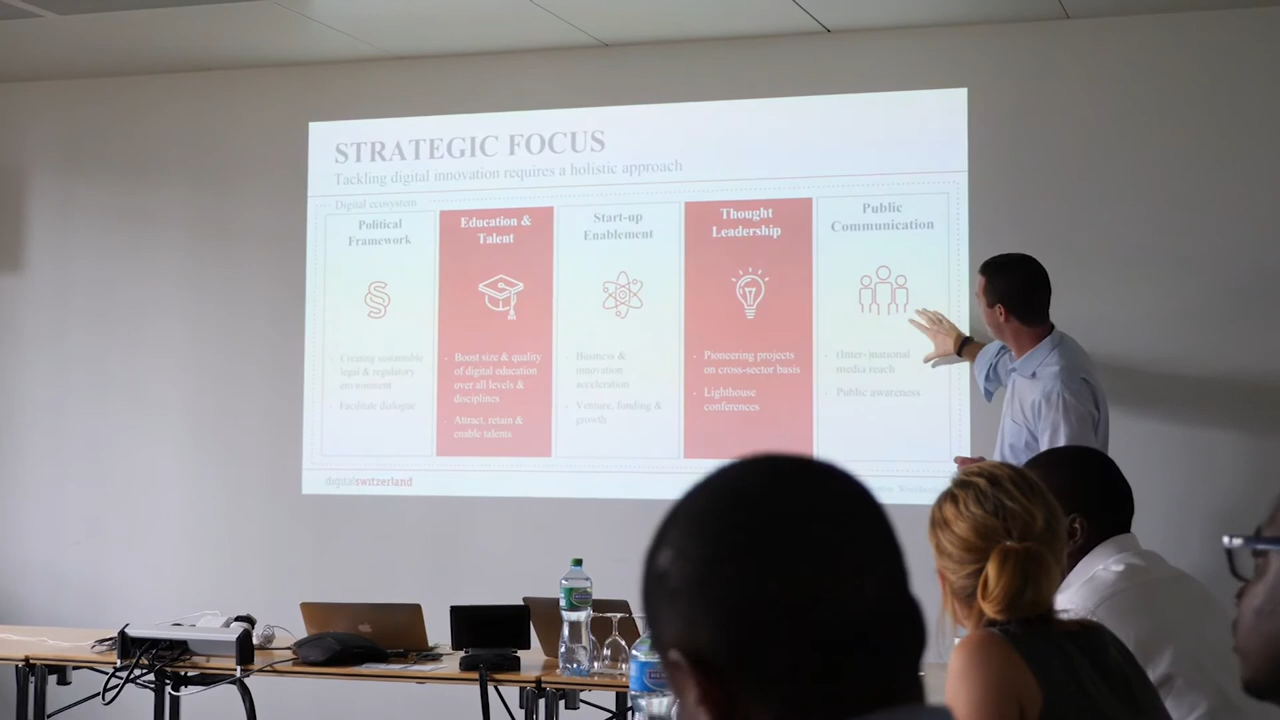 STRATEGIC FOCUS
Tackling digital innovation requires a holistic approach
Digital ecosystem
Political
Framework
§
Creating sustainable
legal & regulatory
environment
Facilitate dialogue
Education &
Talent
Boost size & quality
of digital education
over all levels &
disciplines
Attract, retain &
enable talents
Start-up
Enablement
Business &
innovation
acceleration
Venture, funding &
growth
Thought
Leadership
Pioneering projects
on cross-sector basis
Lighthouse
conferences
Public
Communication
(Inter-)national
media reach
Public awareness
digitalswitzerland